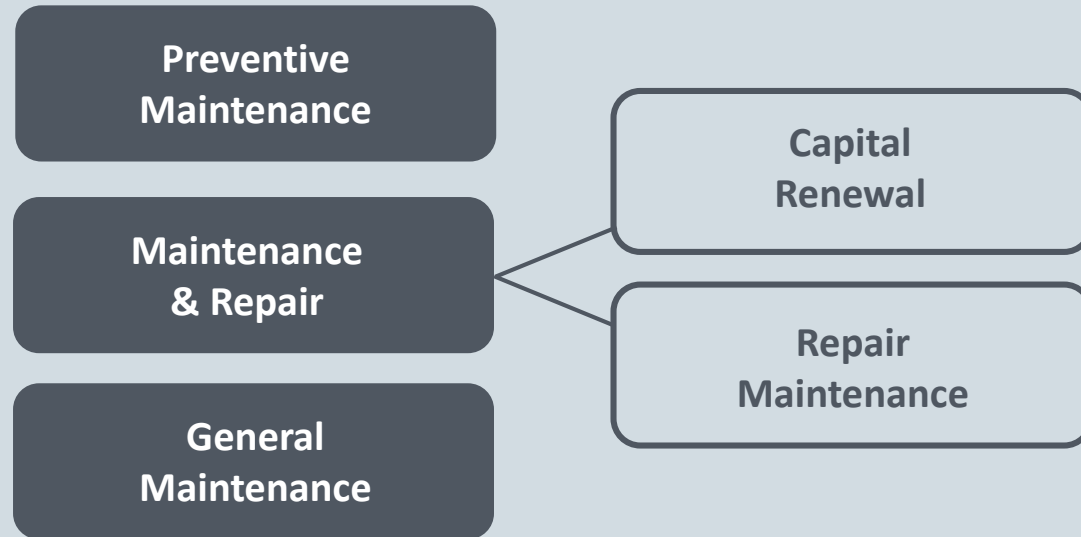 Preventive
Maintenance
Maintenance
& Repair
General
Maintenance
Capital
Renewal
Repair
Maintenance